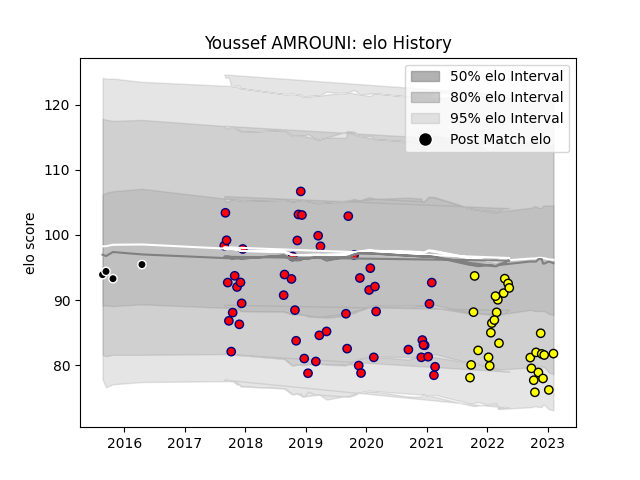 Youssef AMROUNI: elo History
50% elo Interval
80% elo Interval
95% elo Interval
Post Match elo
elo score
120
110
100
90
80
2016 2017 2018 2019 2020 2021 2022 2023